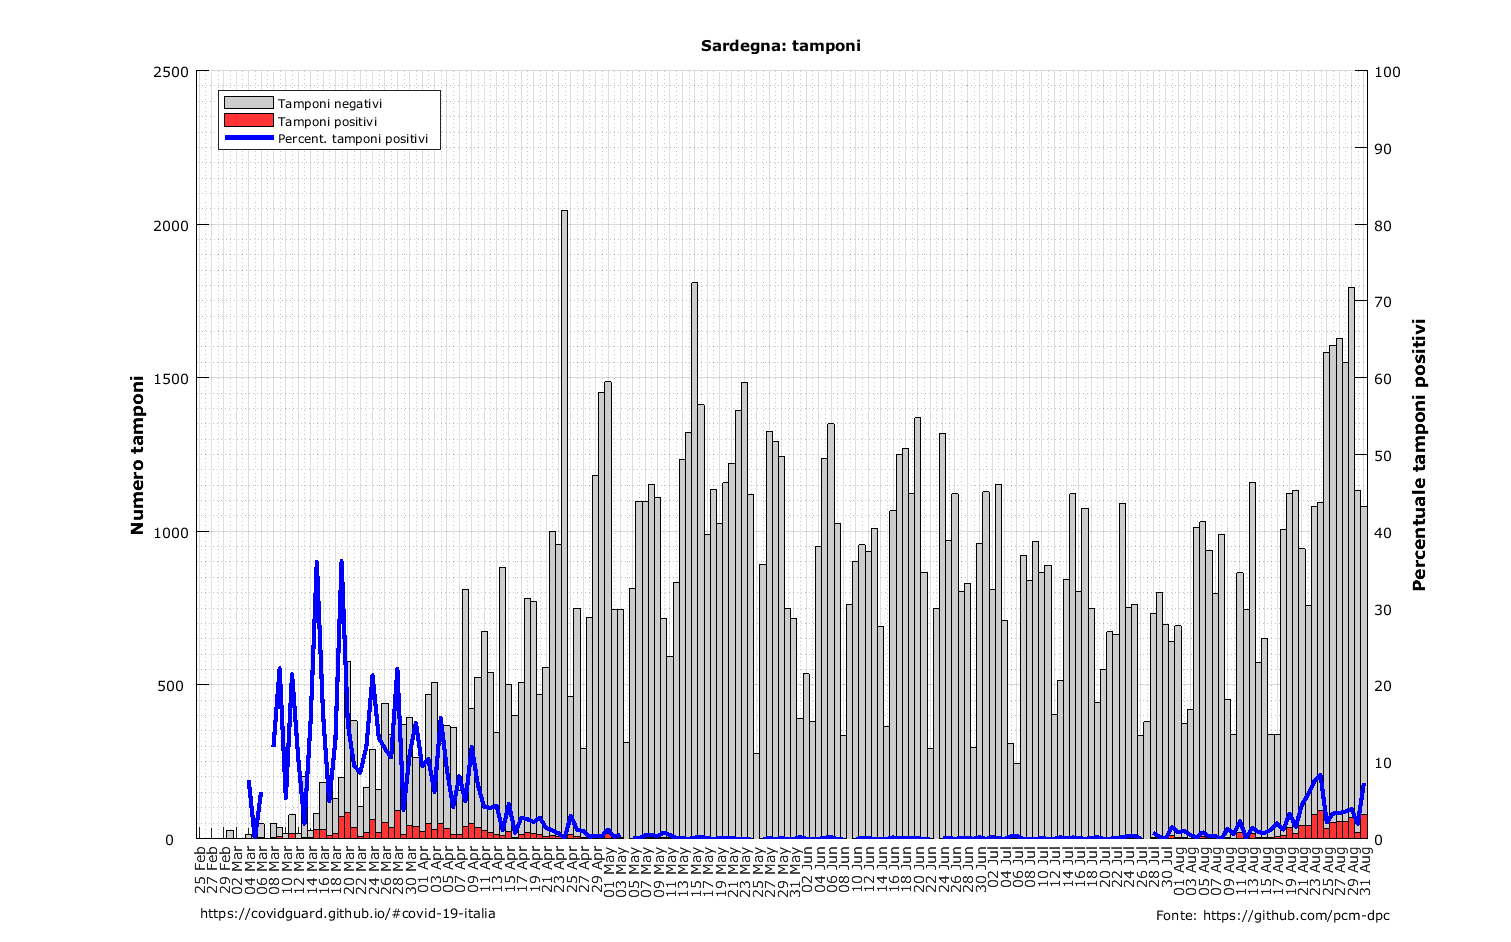 Sardegna: tamponi
2500
2000
1500
1000
500
0
Numero tamponi
100
90
80
70
60
50
40
30
20
10
0
Percentuale tamponi positivi
Tamponi negativi
Tamponi positivi
Percent. tamponi positivi
25 Feb
27 Feb
29 Feb
02 Mar
04 Mar
06 Mar
08 Mar
10 Mar
12 Mar
14 Mar
16 Mar
18 Mar
20 Mar
22 Mar
24 Mar
26 Mar
28 Mar
30 Mar
01 Apr
03 Apr
05 Apr
07 Apr
09 Apr
11 Apr
13 Apr
15 Apr
17 Apr
19 Apr
21 Apr
23 Apr
25 Apr
27 Apr
29 Apr
01 May
03 May
05 May
07 May
09 May
11 May
13 May
15 May
17 May
19 May
21 May
23 May
25 May
27 May
29 May
31 May
02 Jun
04 Jun
06 Jun
08 Jun
10 Jun
12 Jun
14 Jun
16 Jun
18 Jun
20 Jun
22 Jun
24 Jun
26 Jun
28 Jun
30 Jun
02 Jul
04 Jul
06 Jul
08 Jul
10 Jul
12 Jul
14 Jul
16 Jul
18 Jul
20 Jul
22 Jul
24 Jul
26 Jul
28 Jul
30 Jul
01 Aug
03 Aug
05 Aug
07 Aug
09 Aug
11 Aug
13 Aug
15 Aug
17 Aug
19 Aug
21 Aug
23 Aug
25 Aug
27 Aug
29 Aug
31 Aug
https://covidguard.github.io/#covid-19-italia
Fonte: https://github.com/pcm-dpc